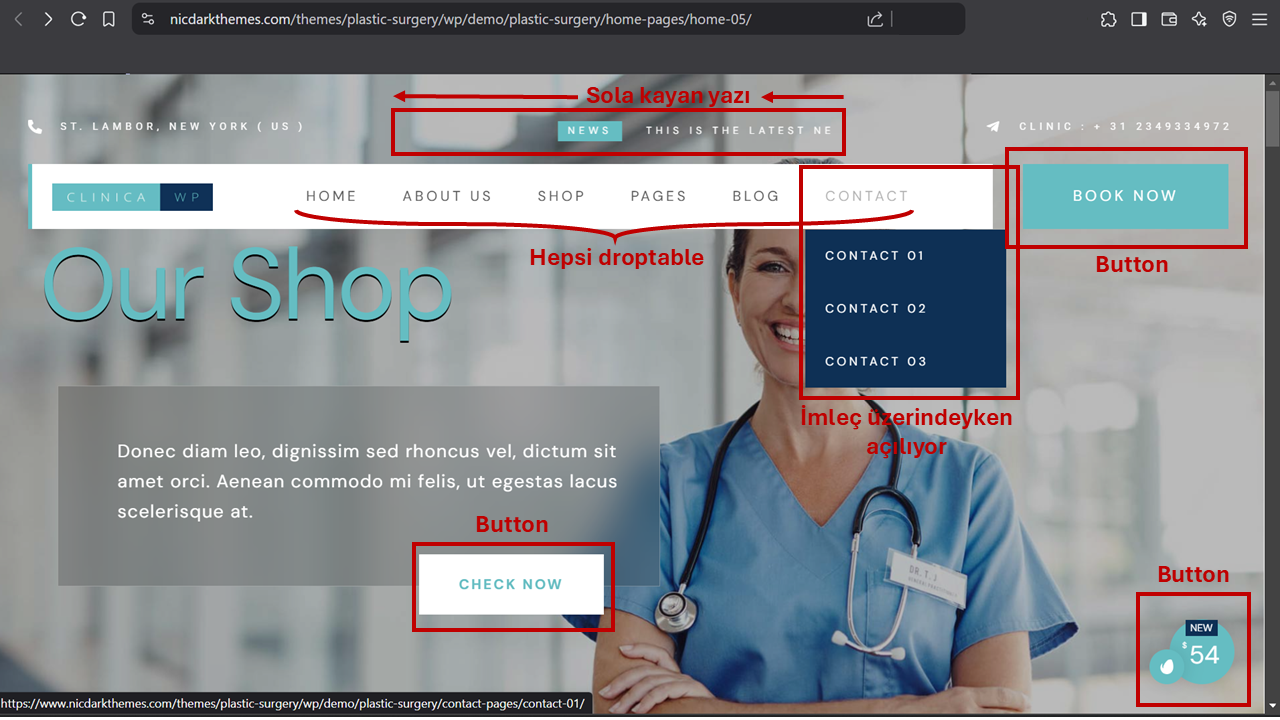 nicdarkthemes.com/themes/plastic-surgery/wp/demo/plastic-surgery/home-pages/home-05/
Sola kayan yazı
ST. LAMBOR, NEW YORK ( US )
NEWS THIS IS THE LATEST NE
CLINIC : + 31 2349334972
CLINICA WP
HOME ABOUT US SHOP PAGES BLOG CONTACT
BOOK NOW
Hepsi droptable
Button
CONTACT 01
CONTACT 02
CONTACT 03
Our Shop
İmleç üzerindeyken
açılıyor
Donec diam leo, dignissim sed rhoncus vel, dictum sit
amet orci. Aenean commodo mi felis, ut egestas lacus
scelerisque at.
Button
CHECK NOW
DR. T.J
Button
NEW
$54
https://www.nicdarkthemes.com/themes/plastic-surgery/wp/demo/plastic-surgery/contact-pages/contact-01/